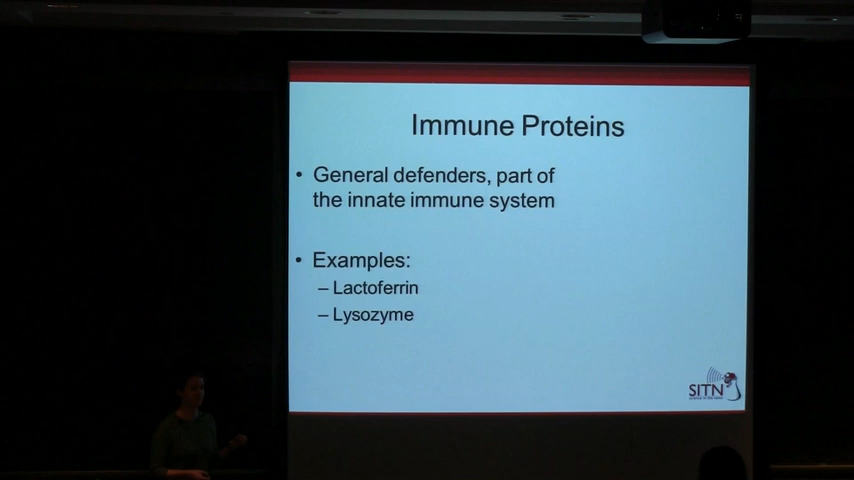 Immune Proteins
• General defenders, part of
the innate immune system
• Examples:
– Lactoferrin
– Lysozyme
SITN